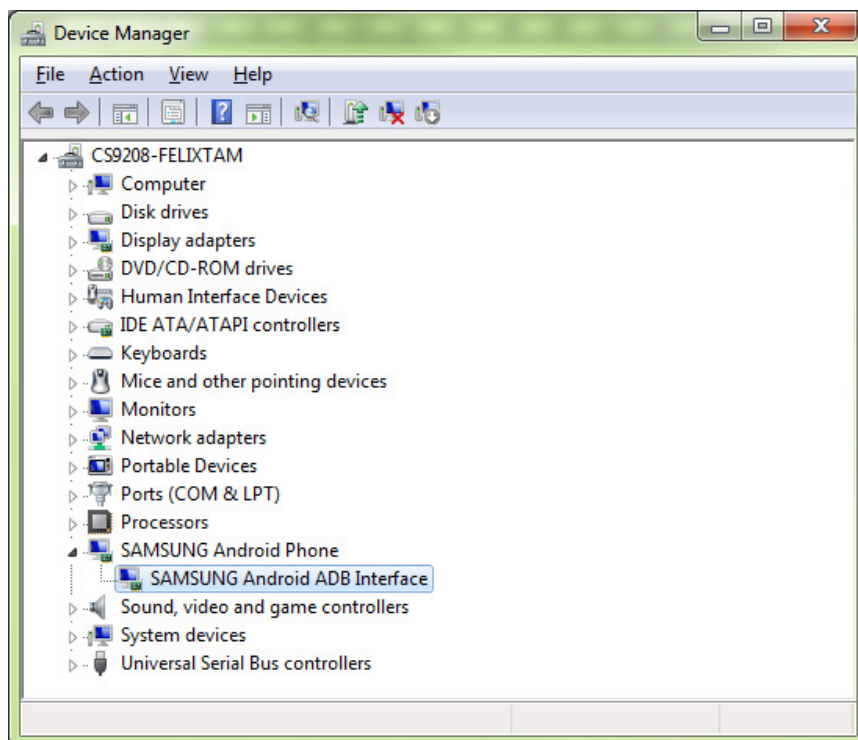 Device Manager
File Action View Help
CS9208-FELIXTAM
Computer
Disk drives
Display adapters
DVD/CD-ROM drives
Human Interface Devices
IDE ATA/ATAPI controllers
Keyboards
Mice and other pointing devices
Monitors
Network adapters
Portable Devices
Ports (COM & LPT)
Processors
SAMSUNG Android Phone
SAMSUNG Android ADB Interface
Sound, video and game controllers
System devices
Universal Serial Bus controllers